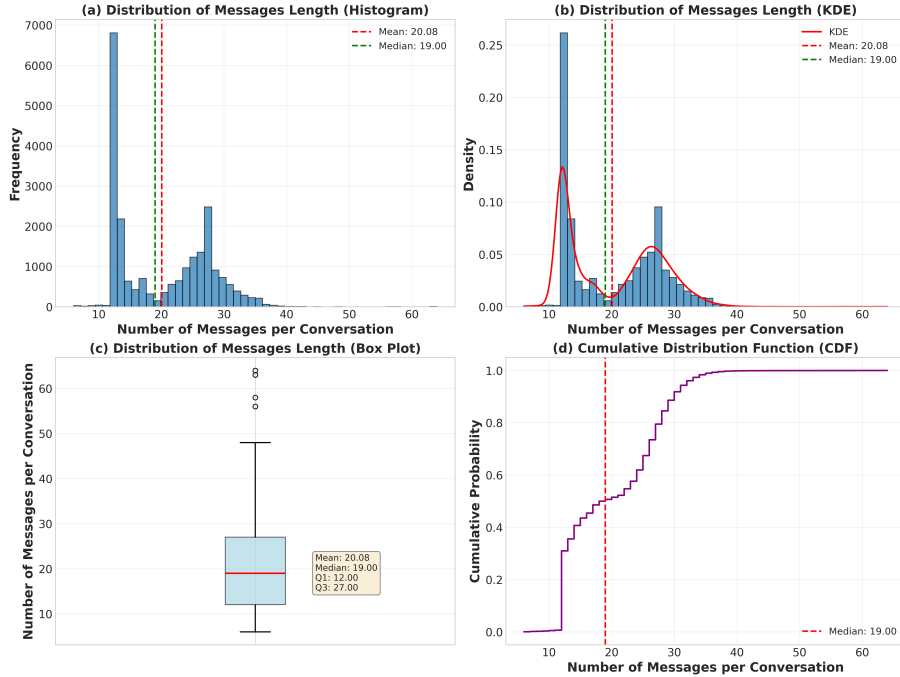 (a) Distribution of Messages Length (Histogram)
Mean: 20.08
Median: 19.00
7000
6000
5000
4000
3000
2000
1000
0
Frequency
10 20 30 40 50 60
Number of Messages per Conversation
(b) Distribution of Messages Length (KDE)
KDE
Mean: 20.08
Median: 19.00
0.25
0.20
0.15
0.10
0.05
0.00
Density
10 20 30 40 50 60
Number of Messages per Conversation
(c) Distribution of Messages Length (Box Plot)
60
50
40
30
20
10
Number of Messages per Conversation
Mean: 20.08
Median: 19.00
Q1: 12.00
Q3: 27.00
(d) Cumulative Distribution Function (CDF)
1.0
0.8
0.6
0.4
0.2
0.0
Cumulative Probability
Median: 19.00
10 20 30 40 50 60
Number of Messages per Conversation